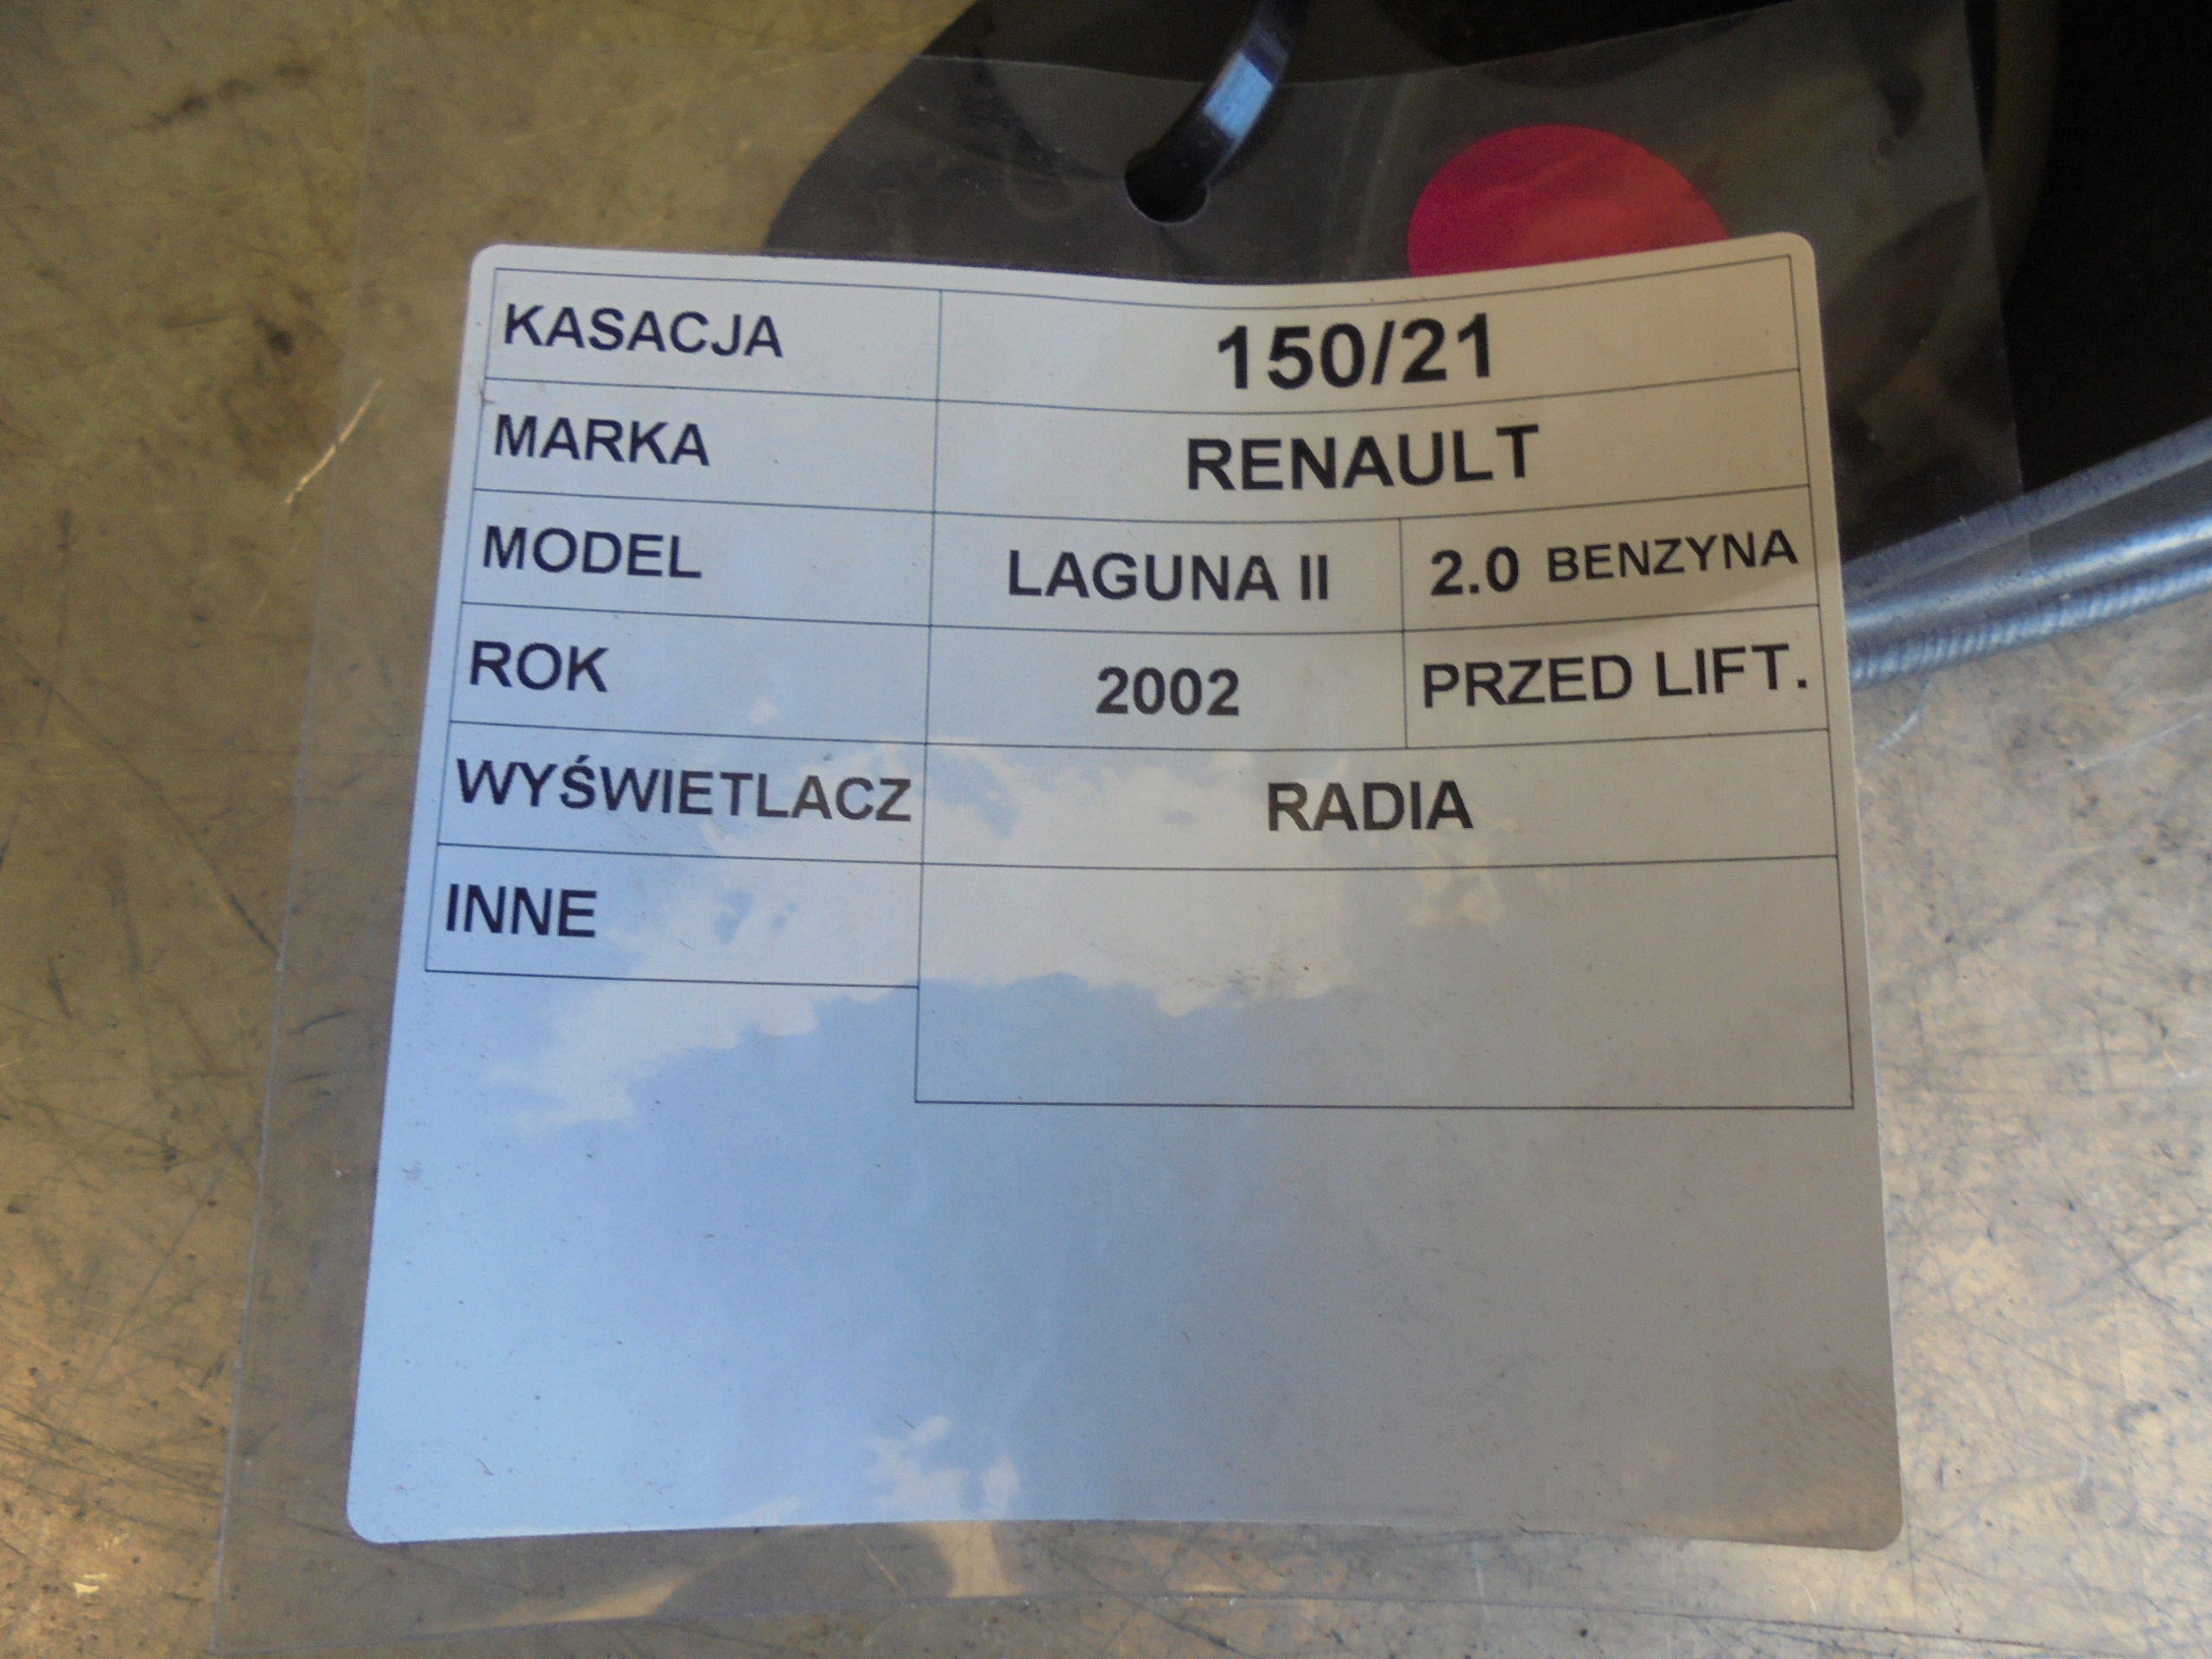 KASACJA 150/21
MARKA RENAULT
MODEL LAGUNA II 2.0 BENZYNA
ROK 2002 PRZED LIFT.
WYŚWIETLACZ RADIA
INNE